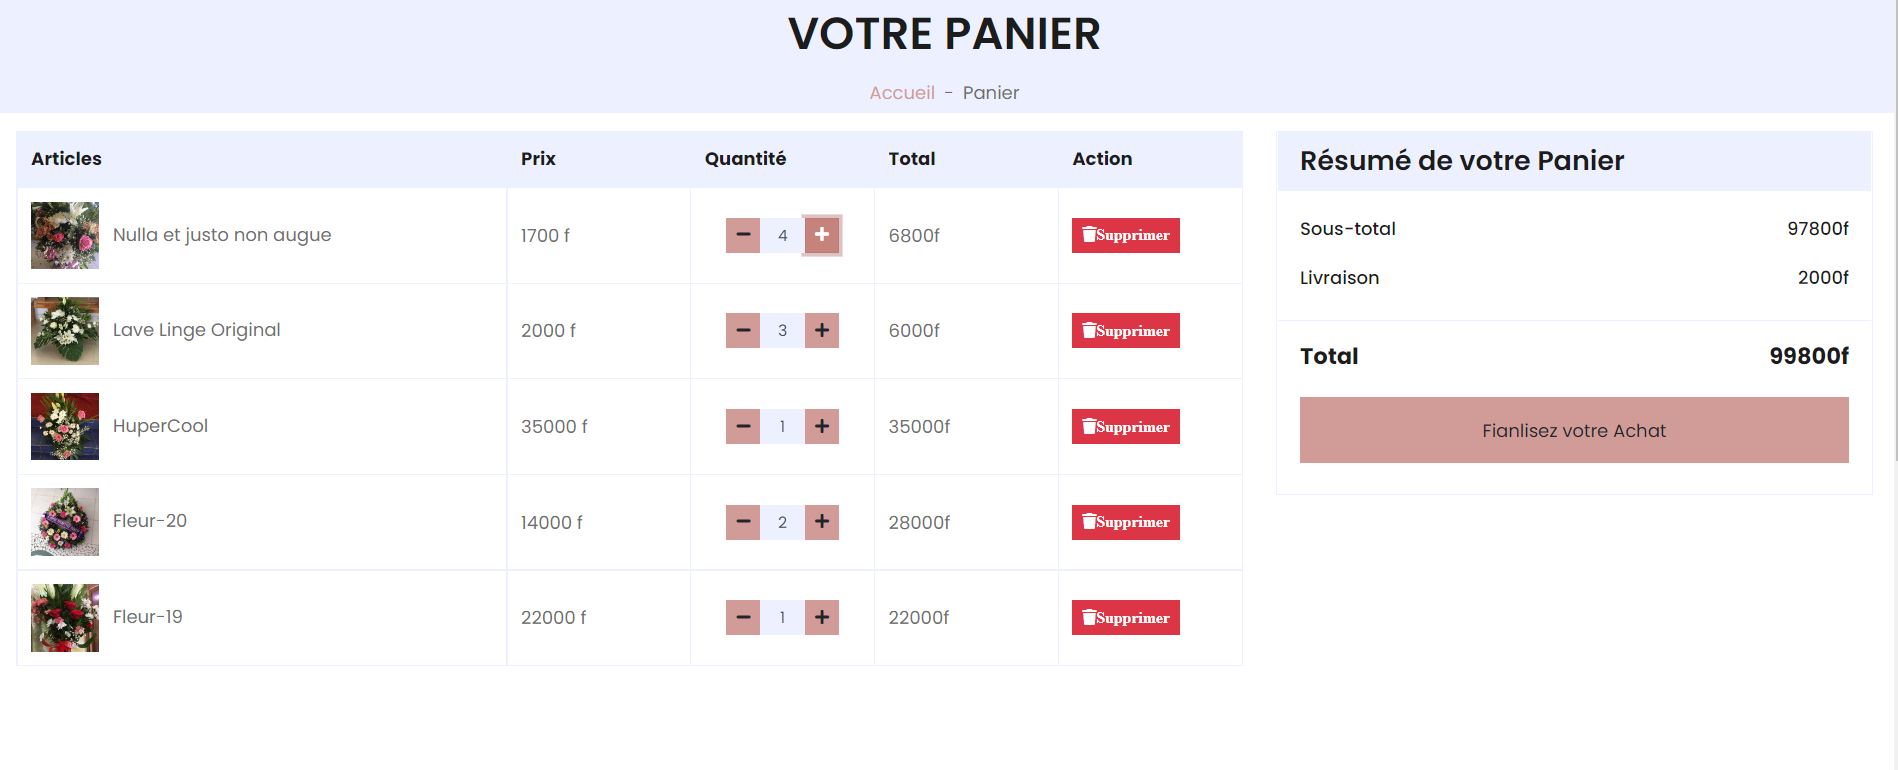 VOTRE PANIER
Accueil - Panier
Articles Prix Quantité Total Action
Nulla et justo non augue 1700 f 4 6800f Supprimer
Lave Linge Original 2000 f 3 6000f Supprimer
HuperCool 35000 f 1 35000f Supprimer
Fleur-20 14000 f 2 28000f Supprimer
Fleur-19 22000 f 1 22000f Supprimer
Résumé de votre Panier
Sous-total 97800f
Livraison 2000f
Total 99800f
Fianlisez votre Achat